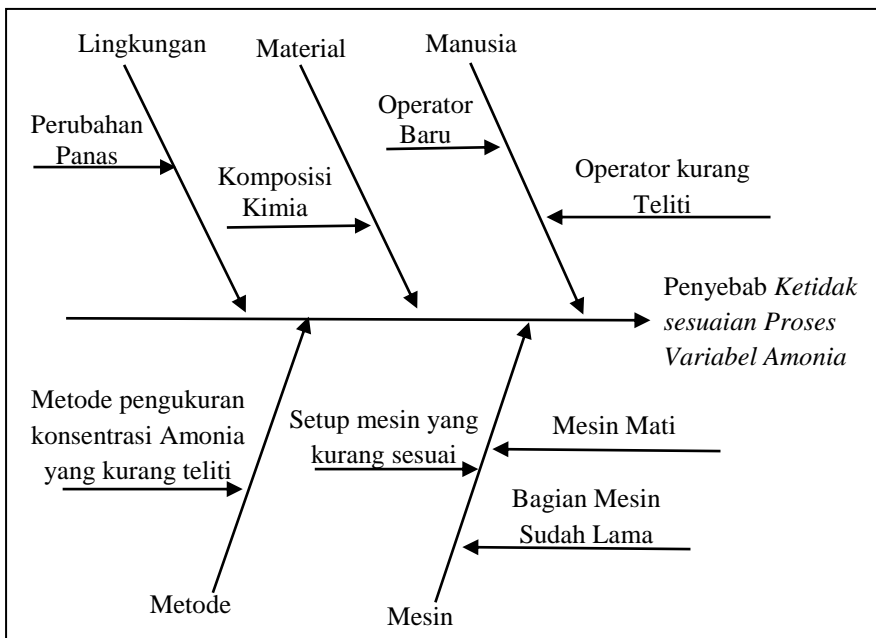 Lingkungan
Material
Manusia
Perubahan
Panas
Komposisi
Kimia
Operator
Baru
Operator kurang
Teliti
Penyebab Ketidak
sesuaian Proses
Variabel Amonia
Metode pengukuran
konsentrasi Amonia
yang kurang teliti
Setup mesin yang
kurang sesuai
Mesin Mati
Bagian Mesin
Sudah Lama
Metode
Mesin